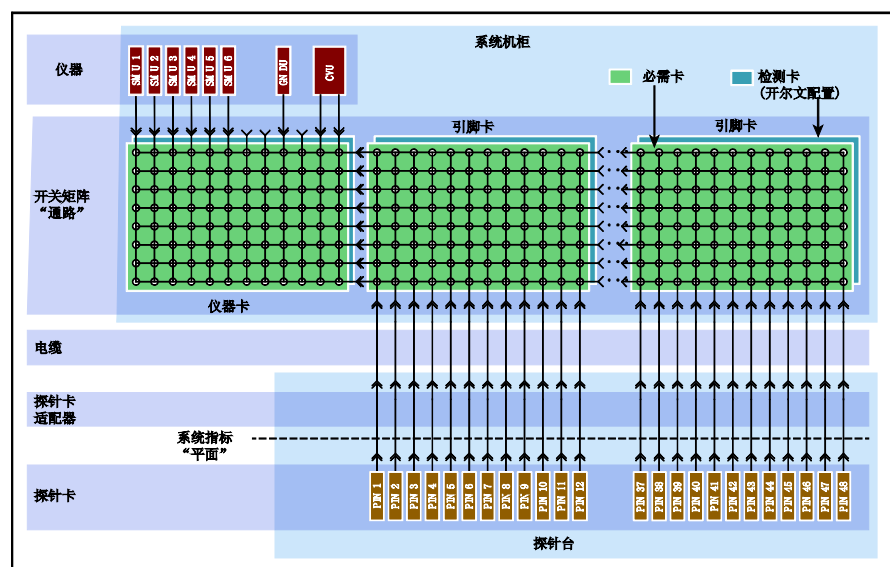 系统机柜
仪器
SMU 1
SMU 2
SMU 3
SMU 4
SMU 5
SMU 6
GNDU
CVU
必需卡
检测卡
(开尔文配置)
引脚卡
引脚卡
开关矩阵
“通路”
仪器卡
电缆
探针卡
适配器
系统指标
“平面”
探针卡
PIN 1
PIN 2
PIN 3
PIN 4
PIN 5
PIN 6
PIN 7
PIN 8
PIN 9
PIN 10
PIN 11
PIN 12
PIN 37
PIN 38
PIN 39
PIN 40
PIN 41
PIN 42
PIN 43
PIN 44
PIN 45
PIN 46
PIN 47
PIN 48
探针台